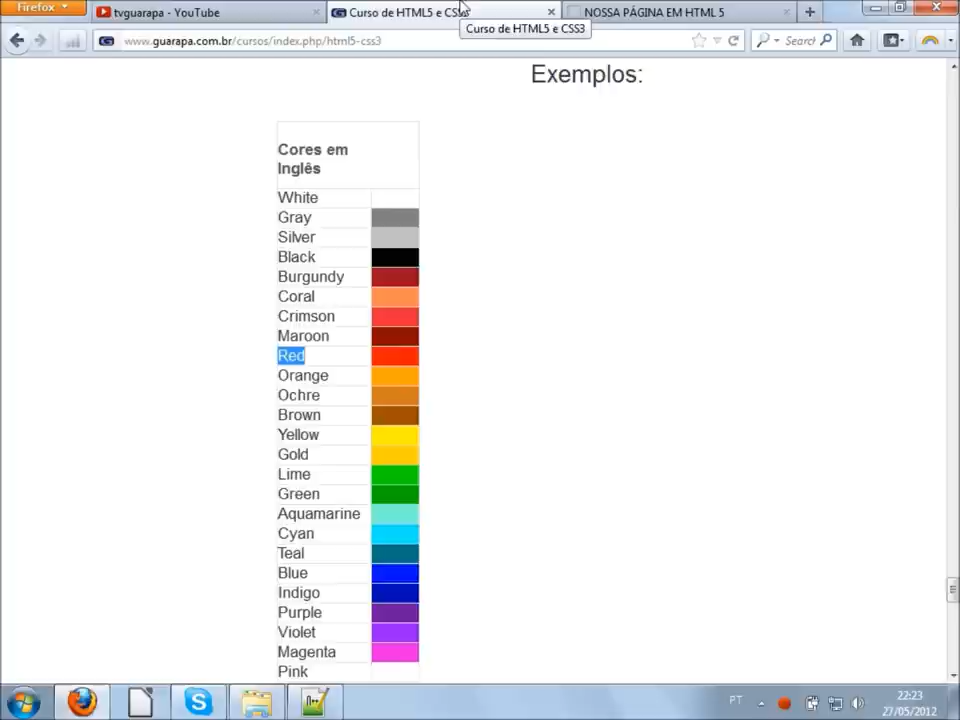 Firefox
tvguarapa - YouTube
Curso de HTML5 e CSS3
NOSSA PÁGINA EM HTML 5
Curso de HTML5 e CSS3
www.guarapa.com.br/cursos/index.php/html5-css3
Search
Exemplos:
Cores em
Inglês
White
Gray
Silver
Black
Burgundy
Coral
Crimson
Maroon
Red
Orange
Ochre
Brown
Yellow
Gold
Lime
Green
Aquamarine
Cyan
Teal
Blue
Indigo
Purple
Violet
Magenta
Pink
PT
22:23
27/05/2012